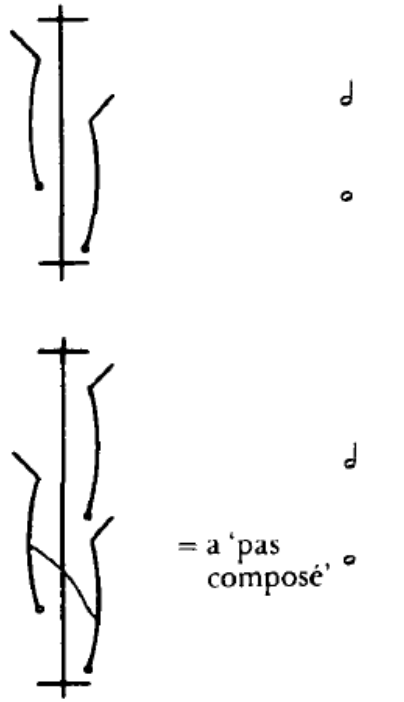 = a ‘pas
composé’